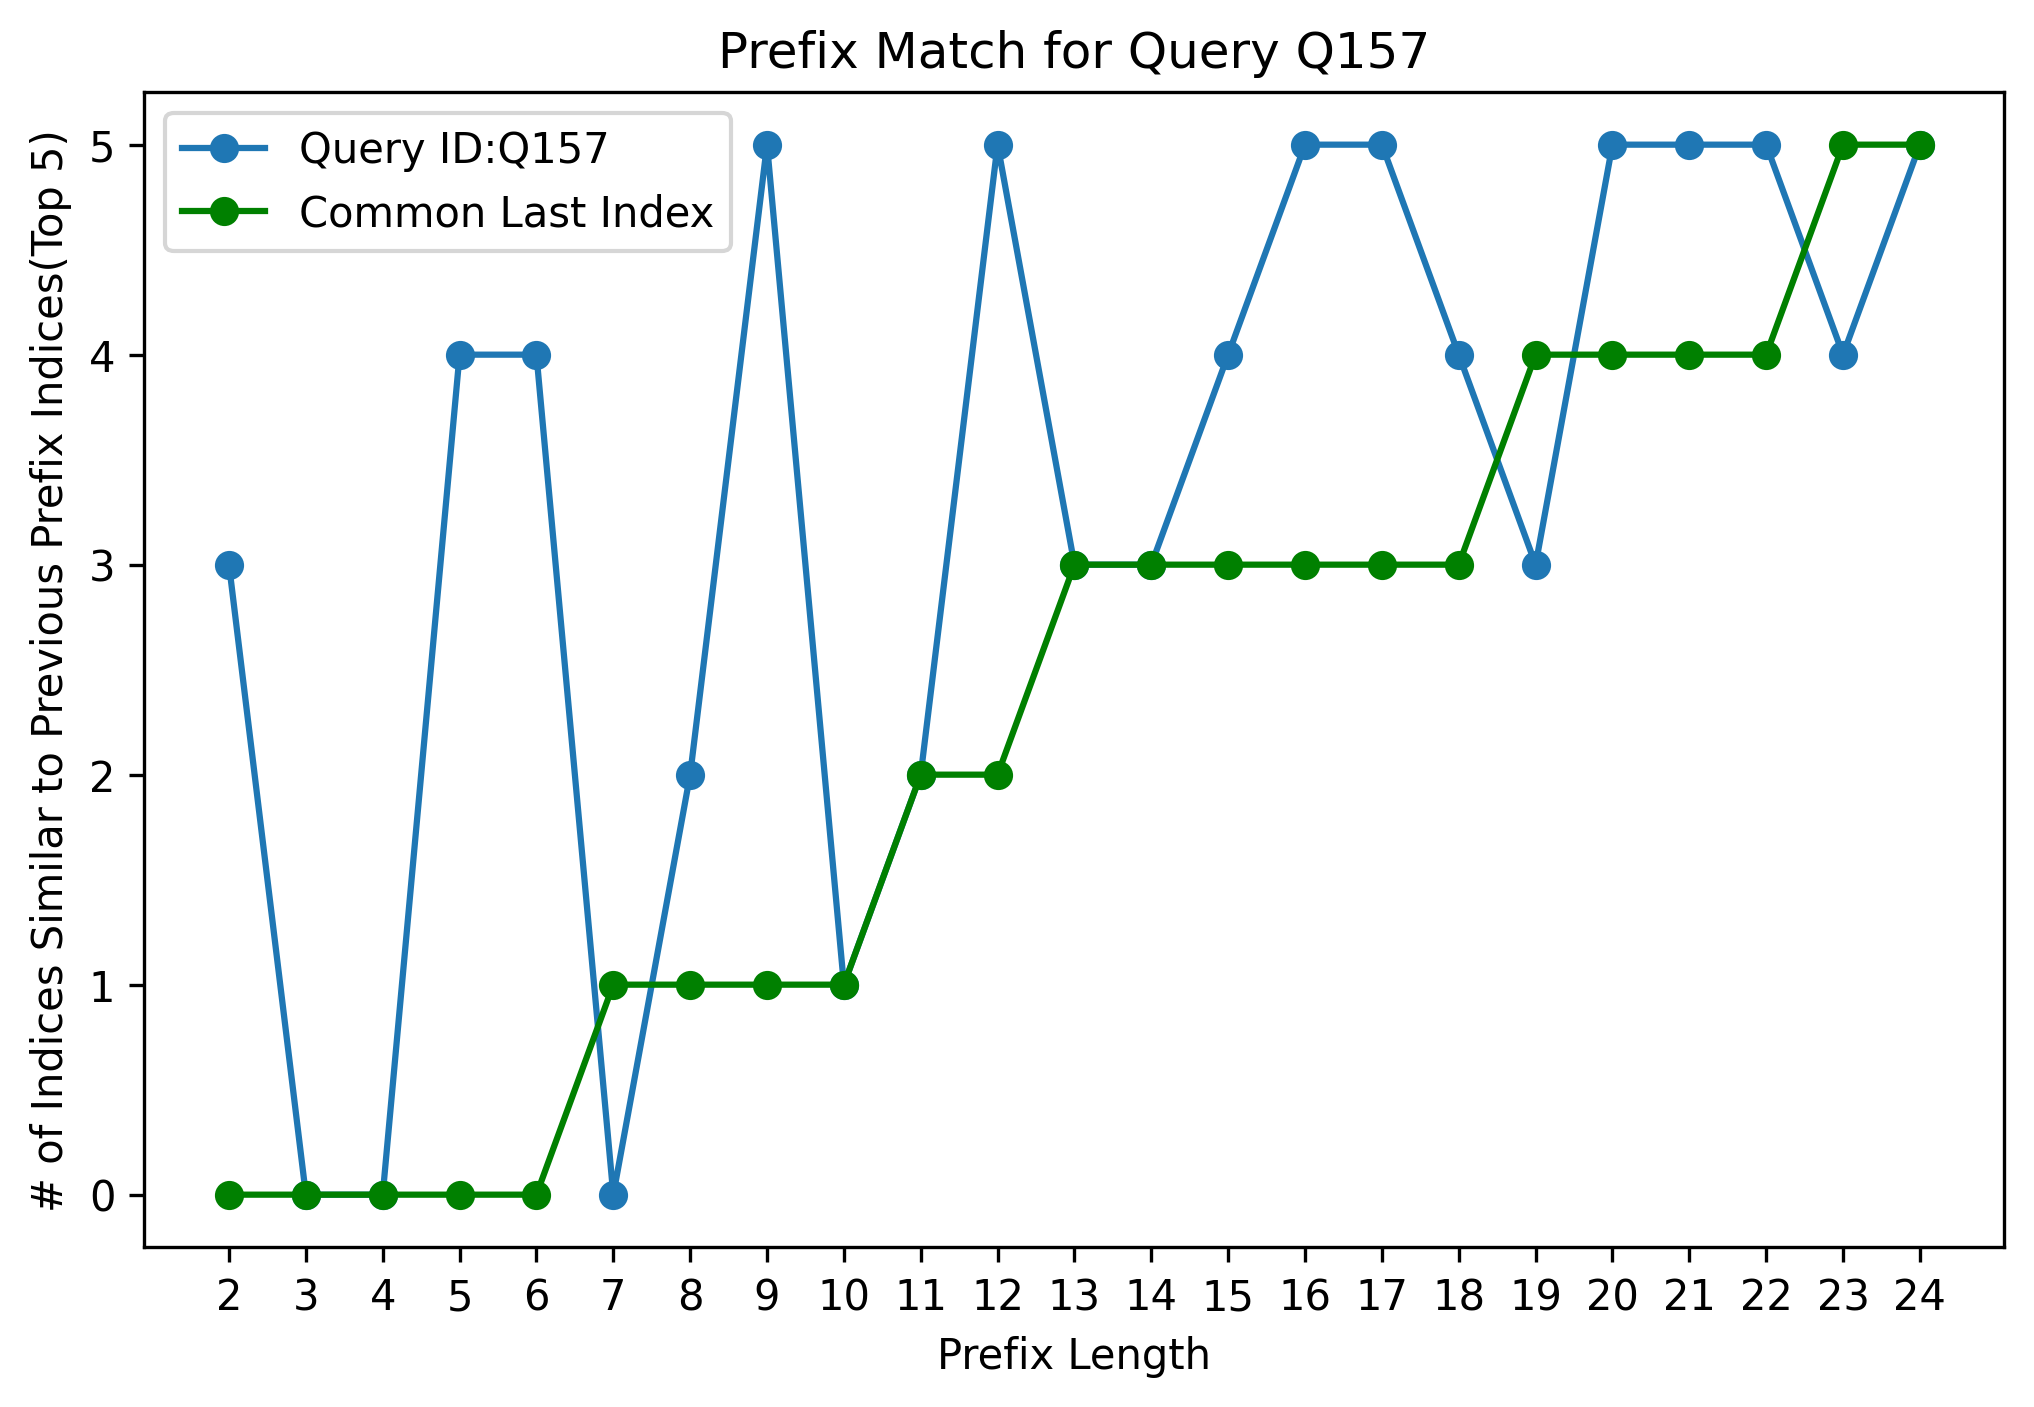 Prefix Match for Query Q157
Query ID:Q157
Common Last Index
# of Indices Similar to Previous Prefix Indices(Top 5)
5
4
3
2
1
0
2 3 4 5 6 7 8 9 10 11 12 13 14 15 16 17 18 19 20 21 22 23 24
Prefix Length